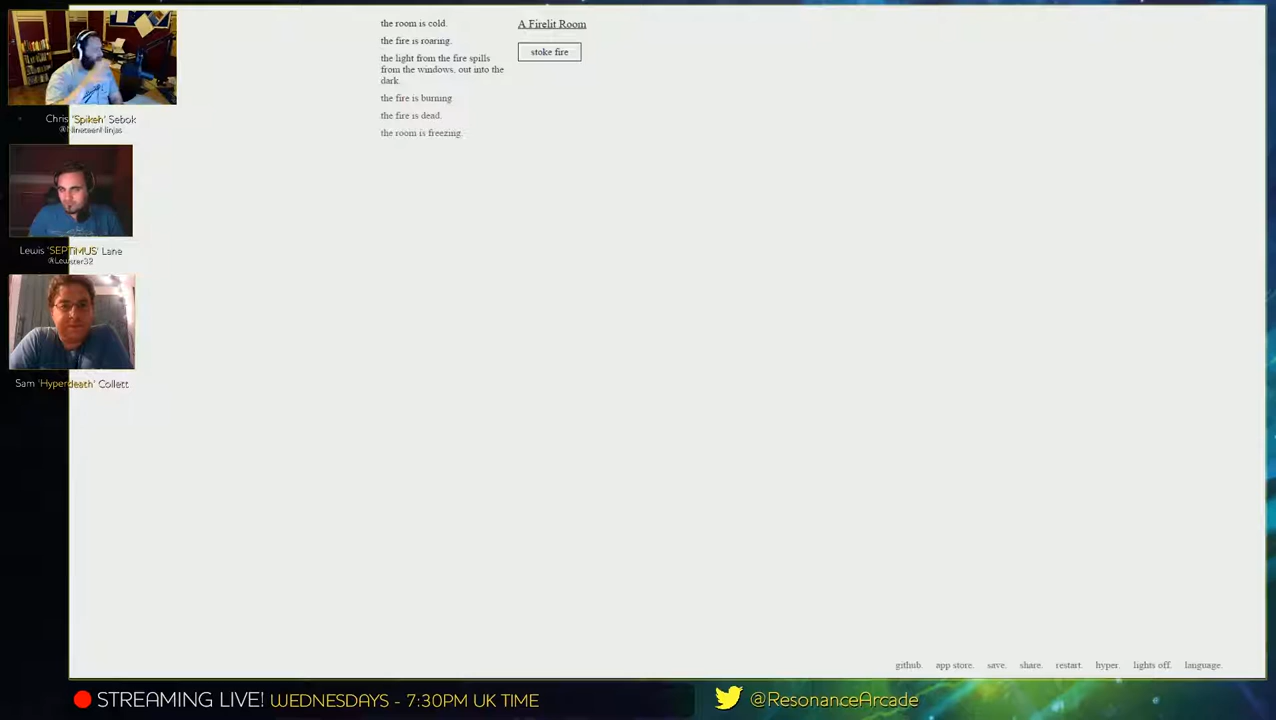 the room is cold.
the fire is roaring.
the light from the fire spills
from the windows, out into the
dark.
the fire is burning
the fire is dead.
the room is freezing.
A Firelit Room
stoke fire
Chris 'Spikeh' Sebok
@NineteenNinjas
Lewis 'SEPTiMUS' Lane
@Lewster32
Sam 'Hyperdeath' Collett
github.
app store.
save.
share.
restart.
hyper.
lights off.
language.
STREAMING LIVE! WEDNESDAYS - 7:30PM UK TIME
@ResonanceArcade